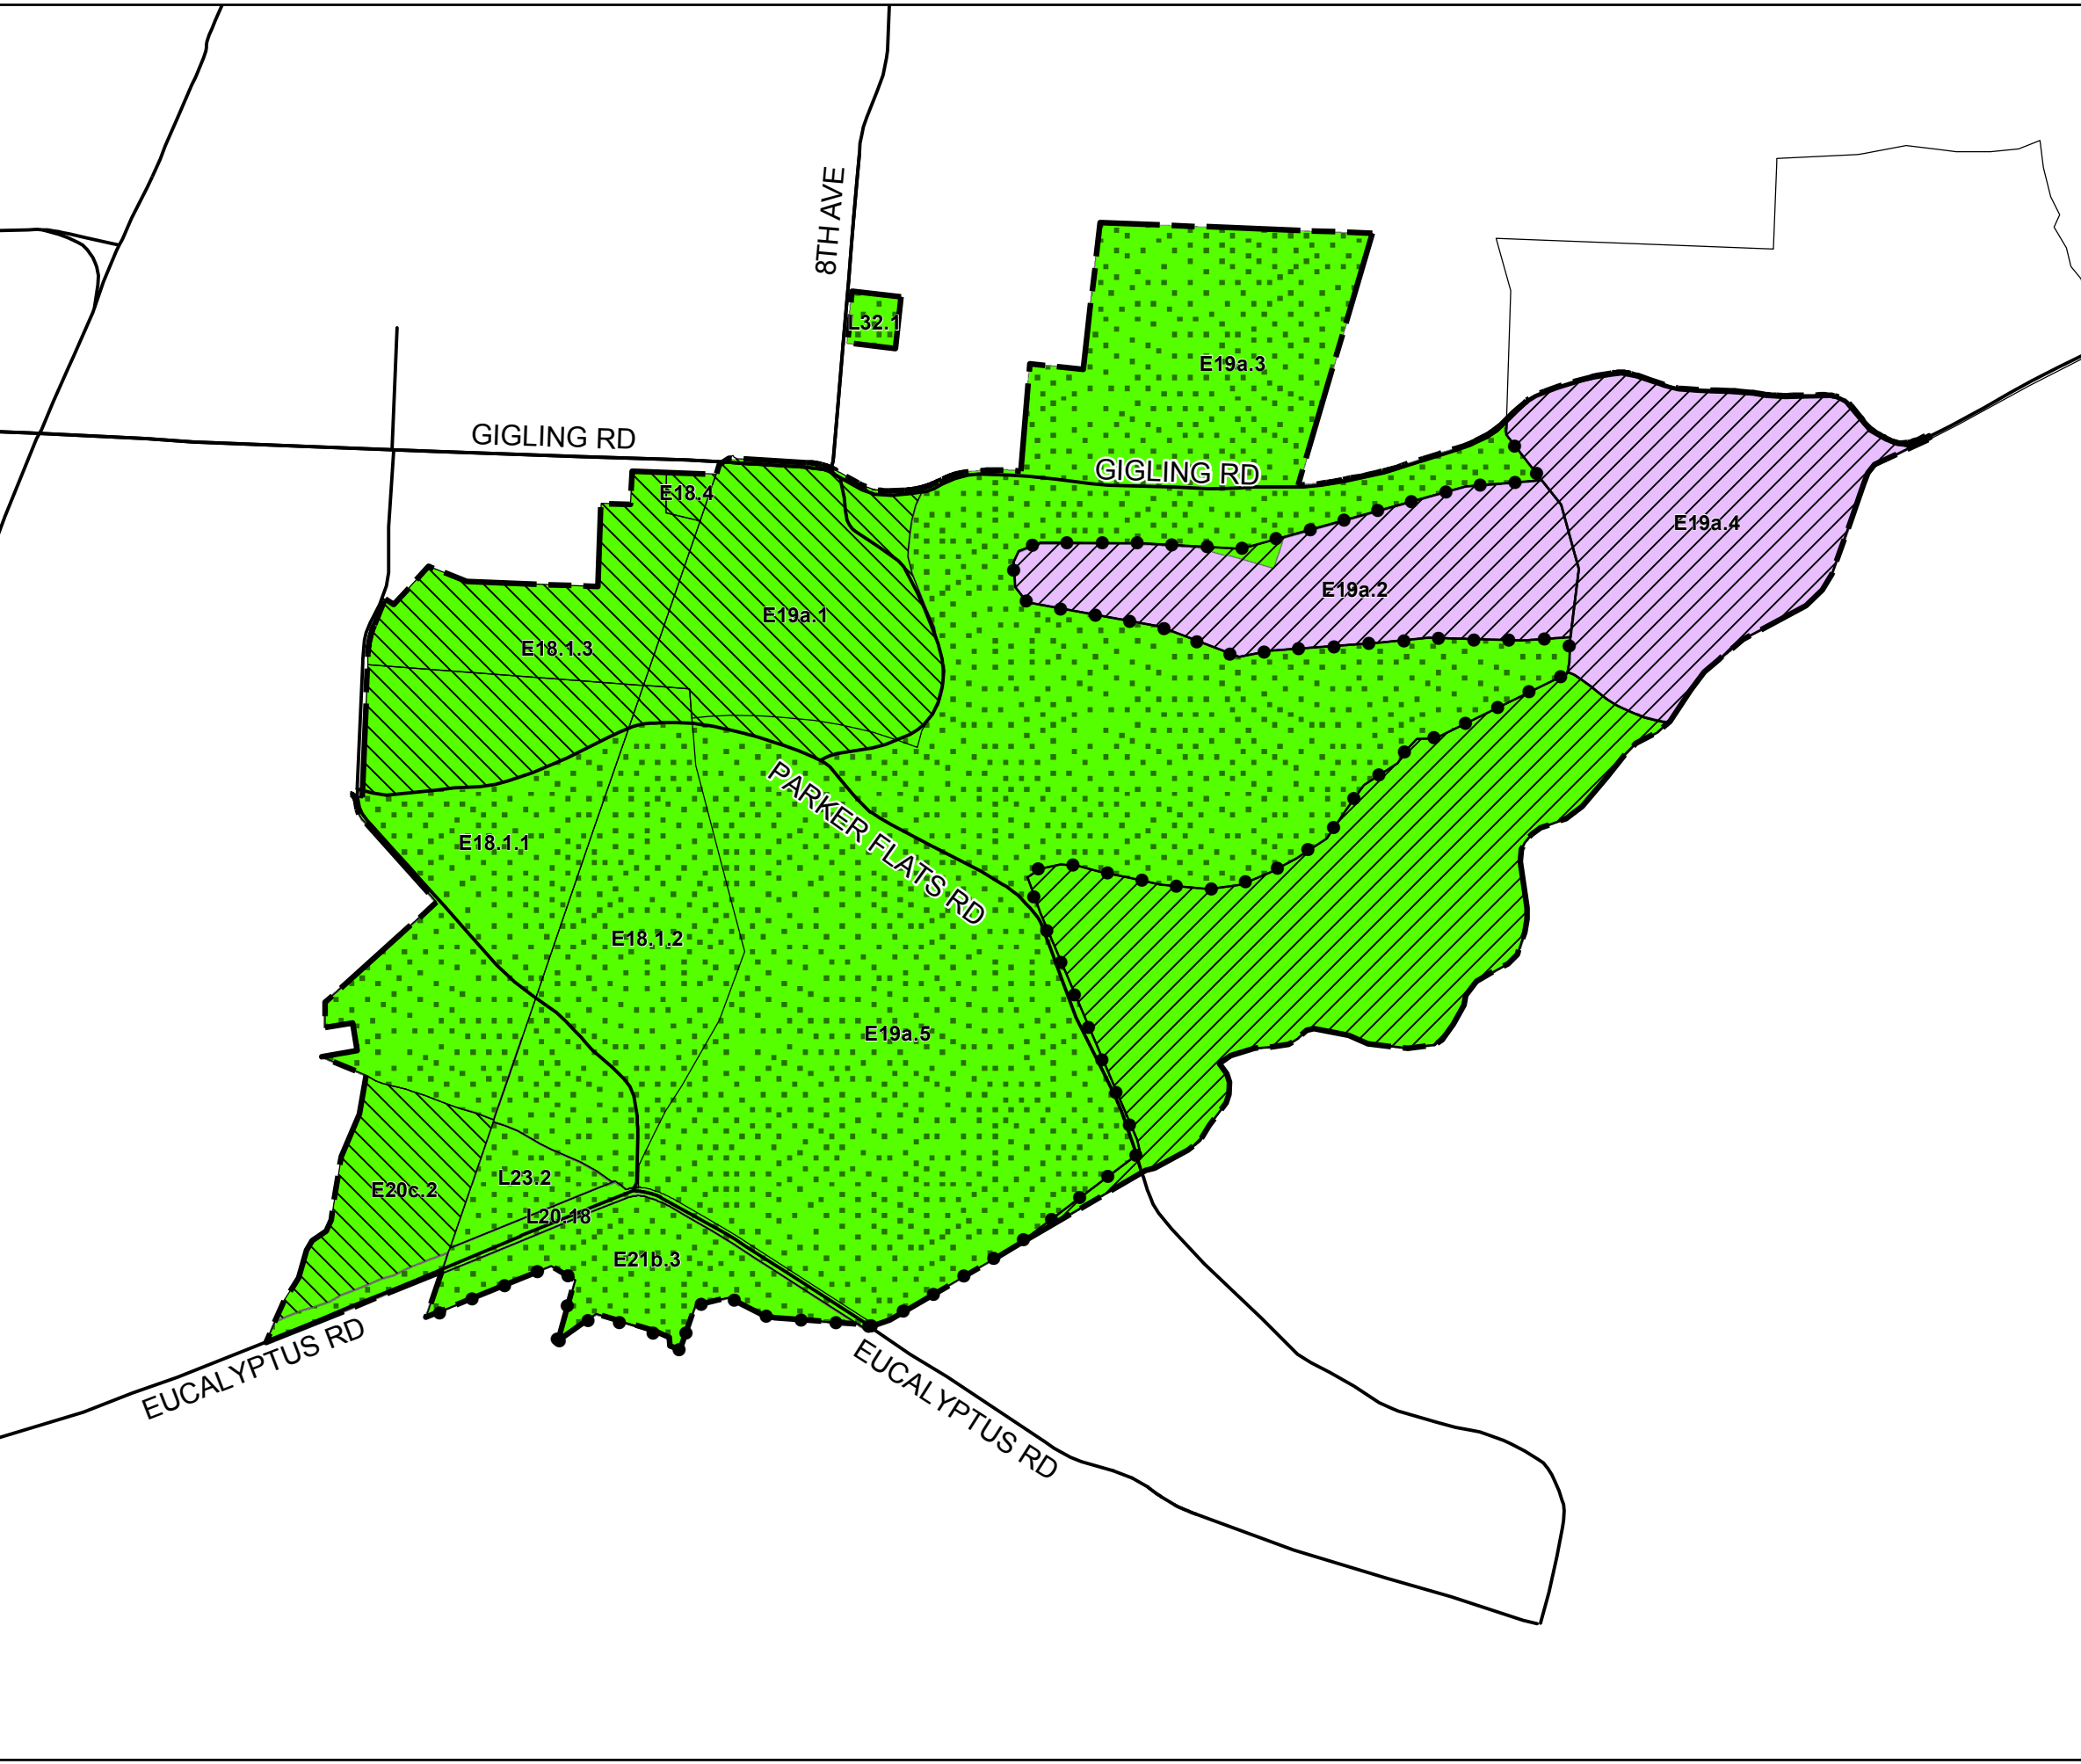 8TH AVE
L32.1
E19a.3
GIGLING RD
GIGLING RD
E18.4
E19a.4
E19a.2
E19a.1
E18.1.3
PARKER FLATS RD
E18.1.1
E18.1.2
E19a.5
L23.2
E20c.2
L20.18
E21b.3
EUCALYPTUS RD
EUCALYPTUS RD